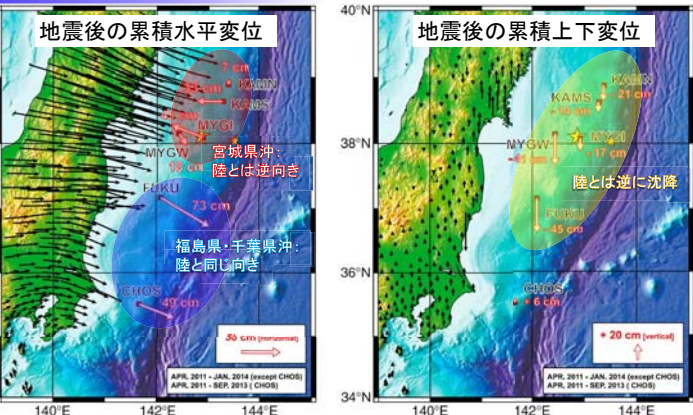 地震後の累積水平変位
7 cm
KAMN
KAMS
MYGI
MYGW
宮城県沖:
陸とは逆向き
FUKU
73 cm
福島県・千葉県沖:
陸と同じ向き
CHOS
49 cm
50 cm [horizontal]
APR, 2011 - JAN. 2014 (except CHOS)
APR, 2011 - SEP. 2013 ( CHOS)
140°E
142°E
144°E
地震後の累積上下変位
40°N
38°N
36°N
34°N
KAMN
- 21 cm
KAMS
MYGI
- 17 cm
MYGW
陸とは逆に沈降
FUKU
- 45 cm
CHOS
+ 6 cm
+ 20 cm [vertical]
APR, 2011 - JAN. 2014 (except CHOS)
APR, 2011 - SEP. 2013 ( CHOS)
140°E
142°E
144°E